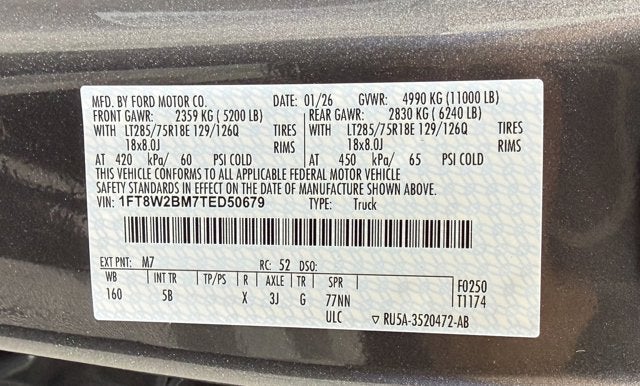 MFD. BY FORD MOTOR CO. DATE: 01/26 GVWR: 4990 KG (11000 LB)
FRONT GAWR: 2359 KG (5200 LB) REAR GAWR: 2830 KG (6240 LB)
WITH LT285/75R18E 129/126Q TIRES WITH LT285/75R18E 129/126Q TIRES
18x8.0J RIMS 18x8.0J RIMS
AT 420 kPa/ 60 PSI COLD AT 450 kPa/ 65 PSI COLD
THIS VEHICLE CONFORMS TO ALL APPLICABLE FEDERAL MOTOR VEHICLE
SAFETY STANDARDS IN EFFECT ON THE DATE OF MANUFACTURE SHOWN ABOVE.
VIN: 1FT8W2BM7TED50679 TYPE: Truck
EXT PNT: M7 RC: 52 DSO:
WB INT TR TP/PS R AXLE TR SPR F0250
160 5B X 3J G 77NN T1174
ULC ▽ RU5A-3520472-AB